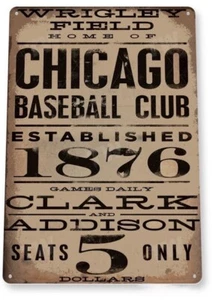 WRIGLEY
FIELD
HOME OF
CHICAGO
BASEBALL CLUB
ESTABLISHED
1876
GAMES DAILY
CLARK
AND
ADDISON
SEATS 5 ONLY
DOLLARS